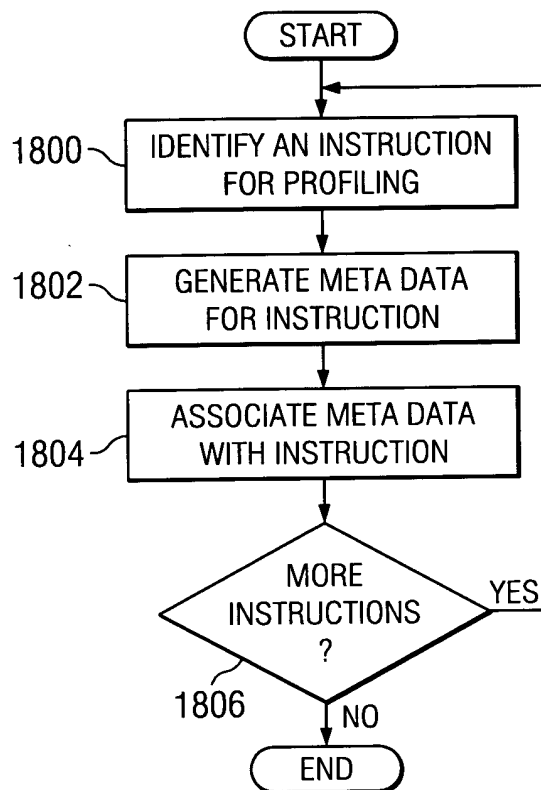 START
1800
IDENTIFY AN INSTRUCTION
FOR PROFILING
1802
GENERATE META DATA
FOR INSTRUCTION
1804
ASSOCIATE META DATA
WITH INSTRUCTION
MORE
INSTRUCTIONS
?
YES
1806
NO
END